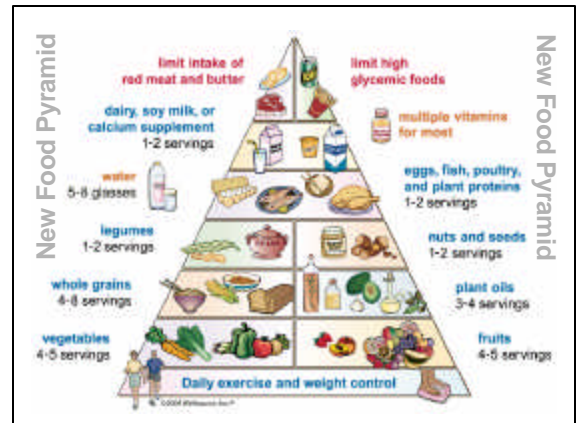 New Food Pyramid
New Food Pyramid
limit intake of
red meat and butter
limit high
glycemic foods
dairy, soy milk, or
calcium supplement
1-2 servings
multiple vitamins
for most
water
5-8 glasses
eggs, fish, poultry,
and plant proteins
1-2 servings
legumes
1-2 servings
nuts and seeds
1-2 servings
whole grains
4-8 servings
plant oils
3-4 servings
vegetables
4-5 servings
fruits
4-5 servings
Daily exercise and weight control